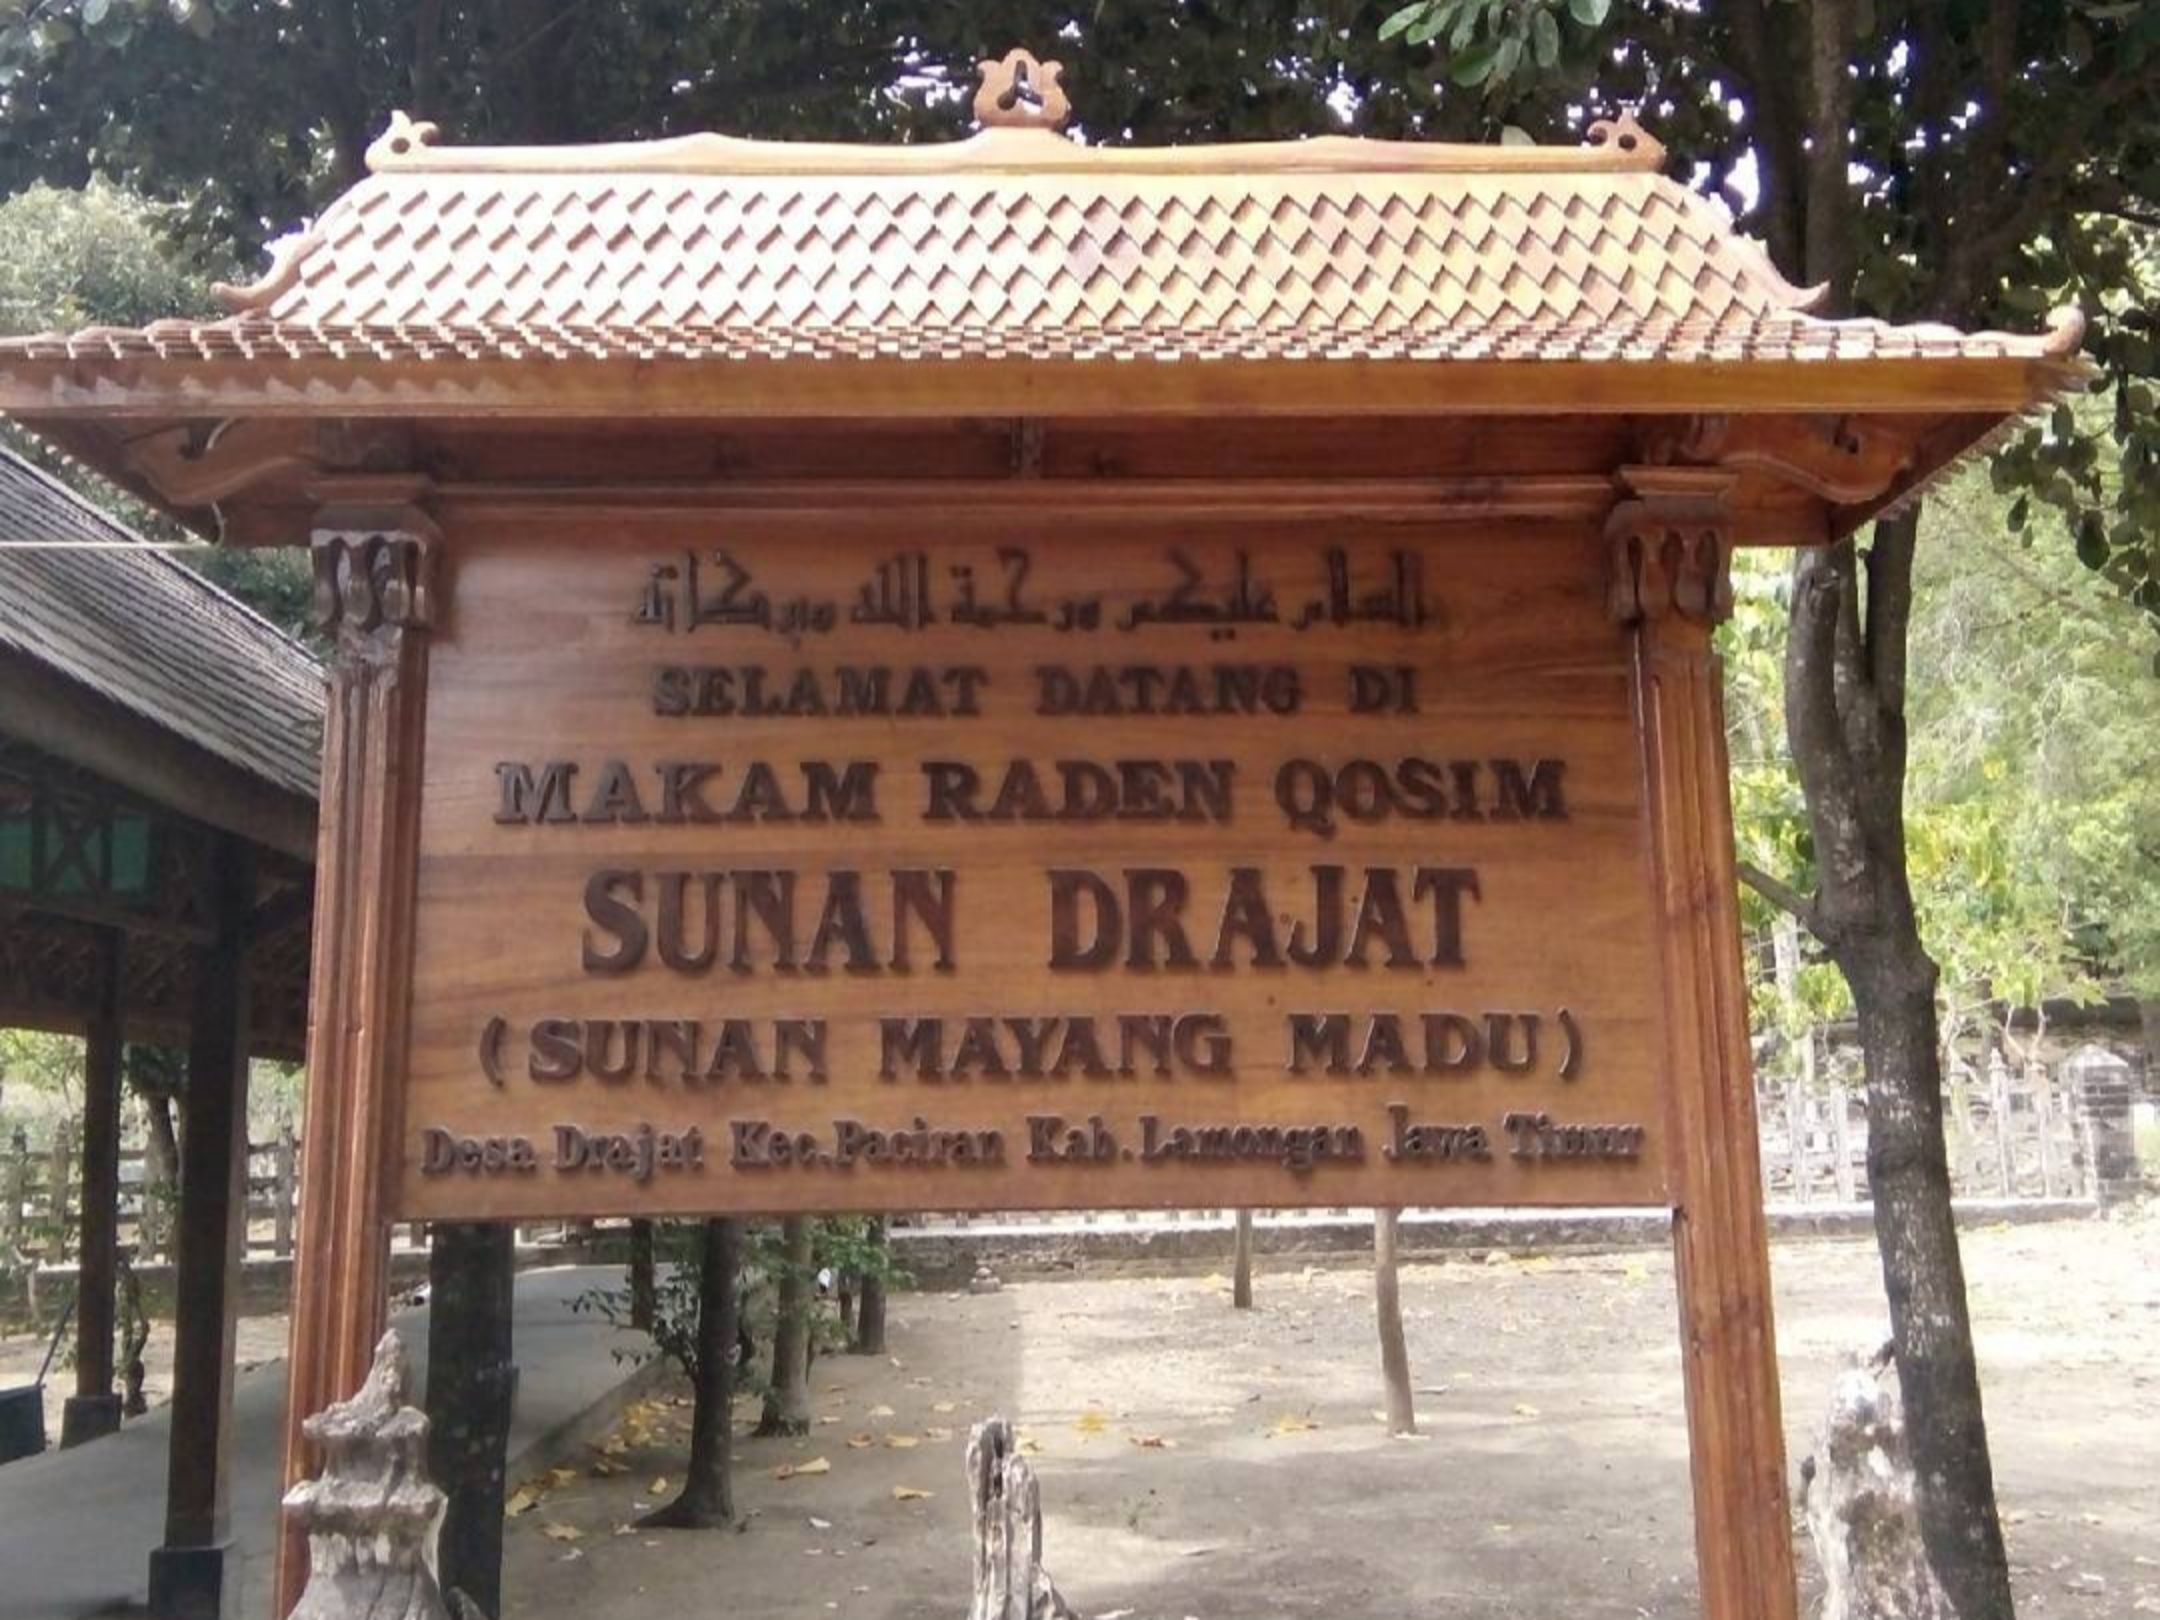 السلام عليكم ورحمة الله وبركاته
SELAMAT DATANG DI
MAKAM RADEN QOSIM
SUNAN DRAJAT
(SUNAN MAYANG MADU)
Desa Drajat Kec.Paciran Kab.Lamongan Jawa Timur